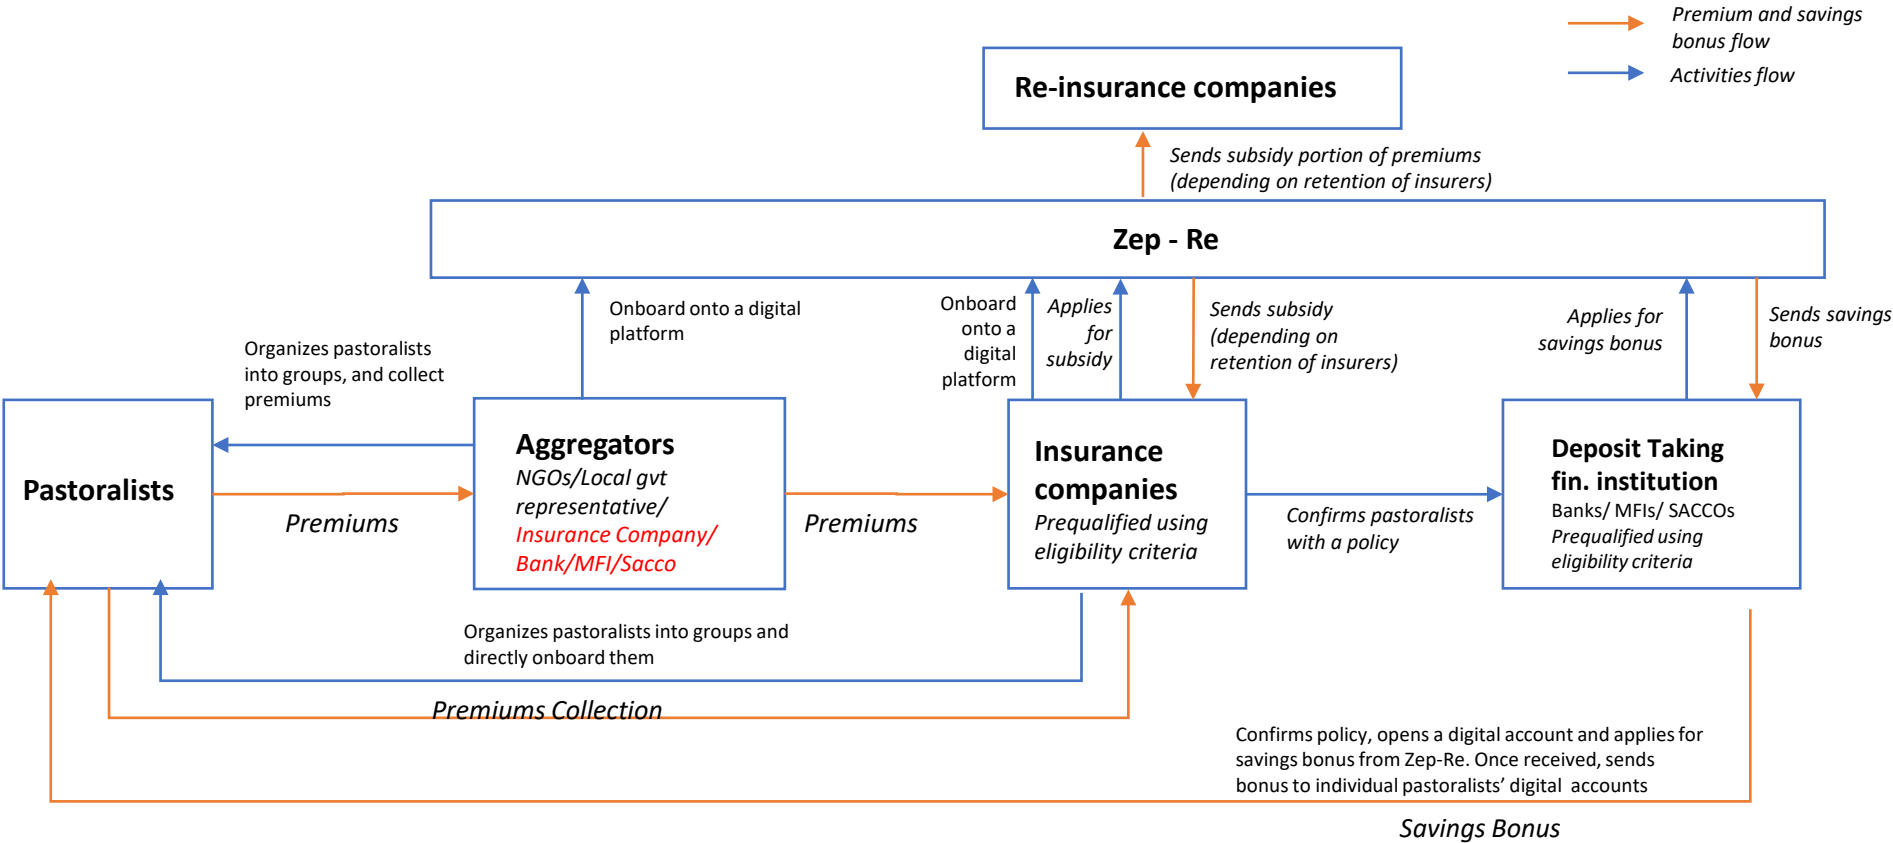 Premium and savings
bonus flow
Activities flow
Re-insurance companies
Sends subsidy portion of premiums
(depending on retention of insurers)
Zep - Re
Onboard onto a digital
platform
Onboard
onto a
digital
platform
Applies
for
subsidy
Sends subsidy
(depending on
retention of insurers)
Applies for
savings bonus
Sends savings
bonus
Organizes pastoralists
into groups, and collect
premiums
Pastoralists
Premiums
Aggregators
NGOs/Local gvt
representative/
Insurance Company/
Bank/MFI/Sacco
Premiums
Insurance
companies
Prequalified using
eligibility criteria
Confirms pastoralists
with a policy
Deposit Taking
fin. institution
Banks/ MFIs/ SACCOs
Prequalified using
eligibility criteria
Organizes pastoralists into groups and
directly onboard them
Premiums Collection
Confirms policy, opens a digital account and applies for
savings bonus from Zep-Re. Once received, sends
bonus to individual pastoralists’ digital accounts
Savings Bonus